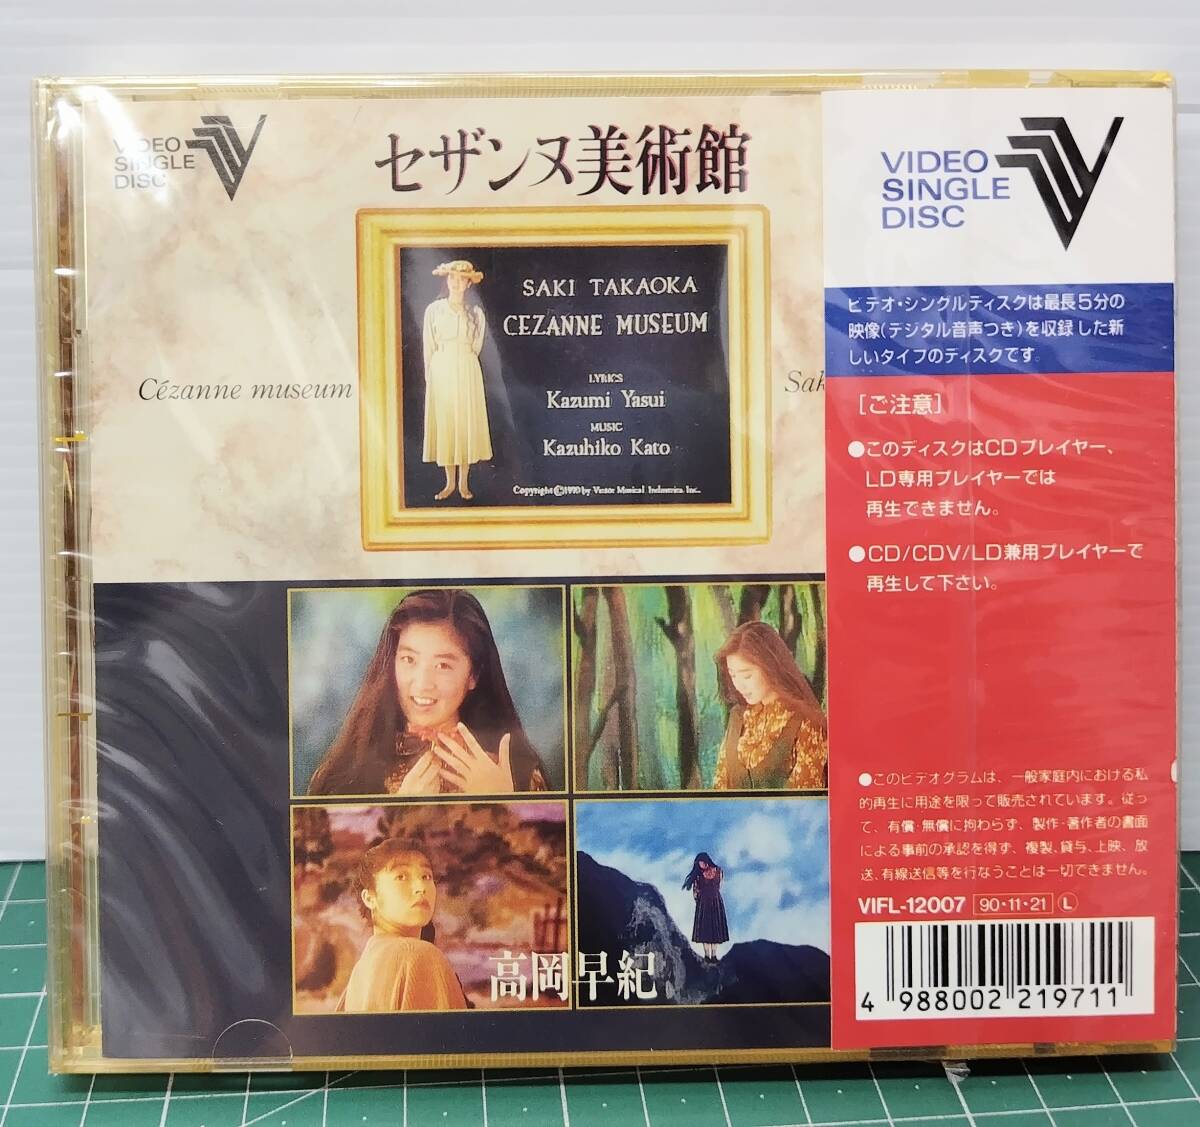 VIDEO
SINGLE
DISC
セザンヌ美術館
SAKI TAKAOKA
CEZANNE MUSEUM
LYRICS
Kazumi Yasui
MUSIC
Kazuhiko Kato
Copyright ©1990 by Victor Musical Industries, Inc.
Cézanne museum
Sak
高岡早紀
VIDEO
SINGLE
DISC
ビデオ・シングルディスクは最長5分の
映像(デジタル音声つき)を収録した新
しいタイプのディスクです。
[ご注意]
●このディスクはCDプレイヤー、
LD専用プレイヤーでは
再生できません。
●CD/CDV/LD兼用プレイヤーで
再生して下さい。
●このビデオグラムは、一般家庭内における私
的再生に用途を限って販売されています。従っ
て、有償・無償に拘わらず、製作・著作者の書面
による事前の承認を得ず、複製、貸与、上映、放
送、有線送信等を行なうことは一切できません。
VIFL-12007 90・11・21 Ⓛ
4 988002 219711